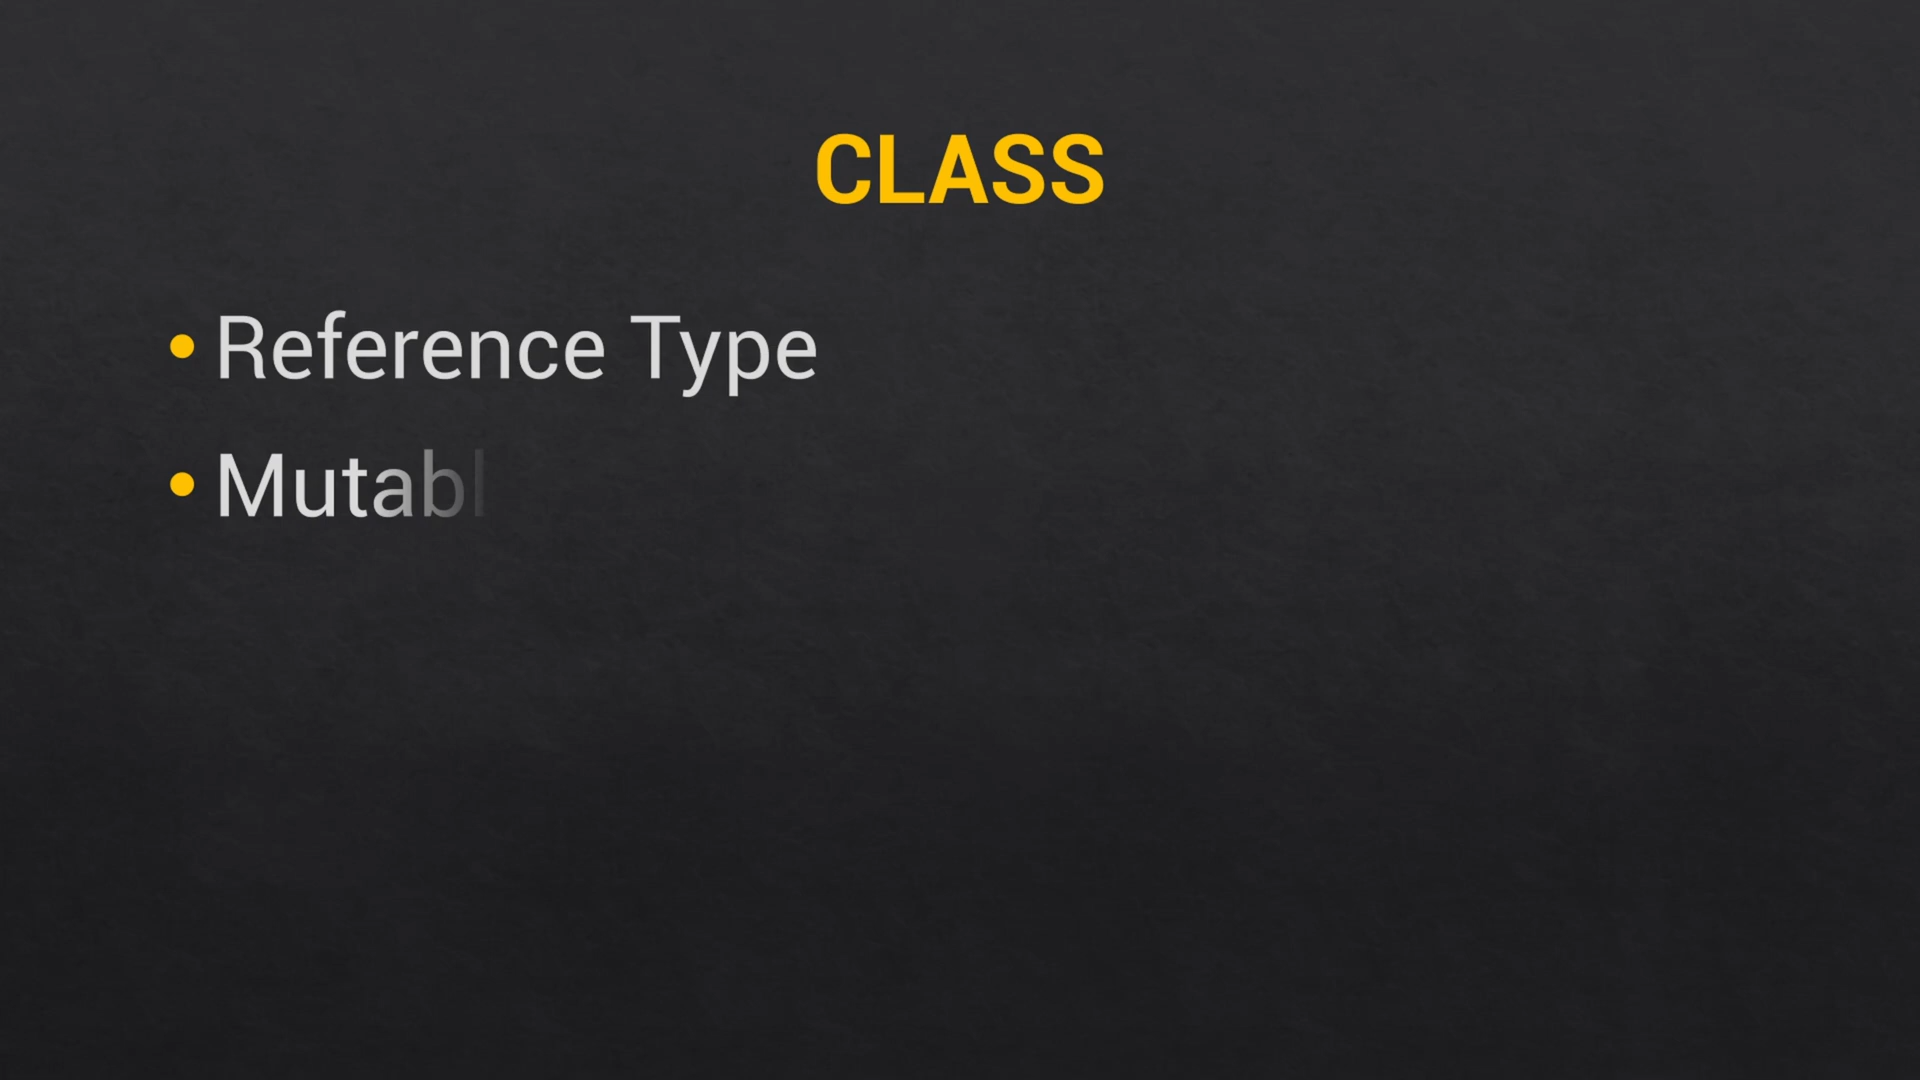 CLASS
• Reference Type
• Mutabl